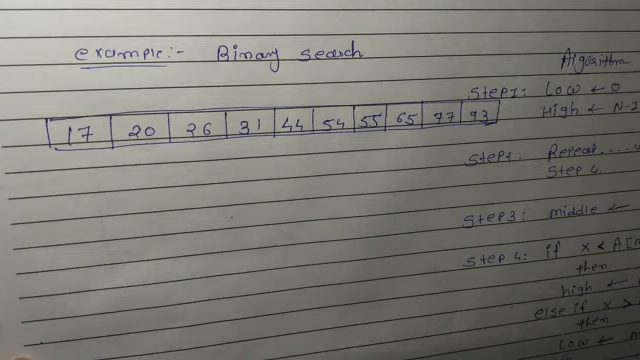 example:- Binary search
17 20 26 31 44 54 55 65 77 93
Algorithm
Step1: Low ← 0
High ← N-1
Step2: Repeat....
Step 4
Step3: middle ←
Step 4: if x < A[m
then
high ←
else if x >
then
low ←